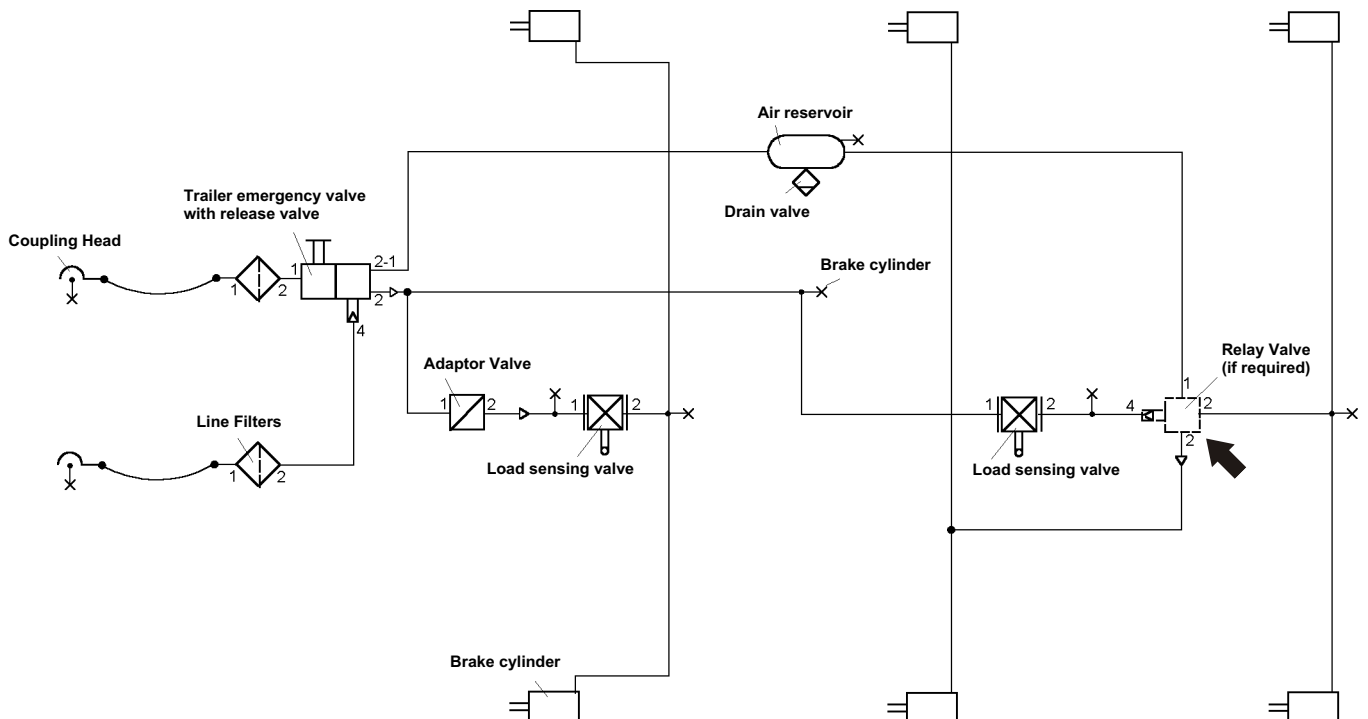 Air reservoir
Trailer emergency valve
with release valve
Drain valve
Coupling Head
2-1
1
1
2
2
Brake cylinder
4
Adaptor Valve
Relay Valve
(if required)
1
1
2
1
2
1
2
4
2
2
Line Filters
1
2
Load sensing valve
Load sensing valve
Brake cylinder